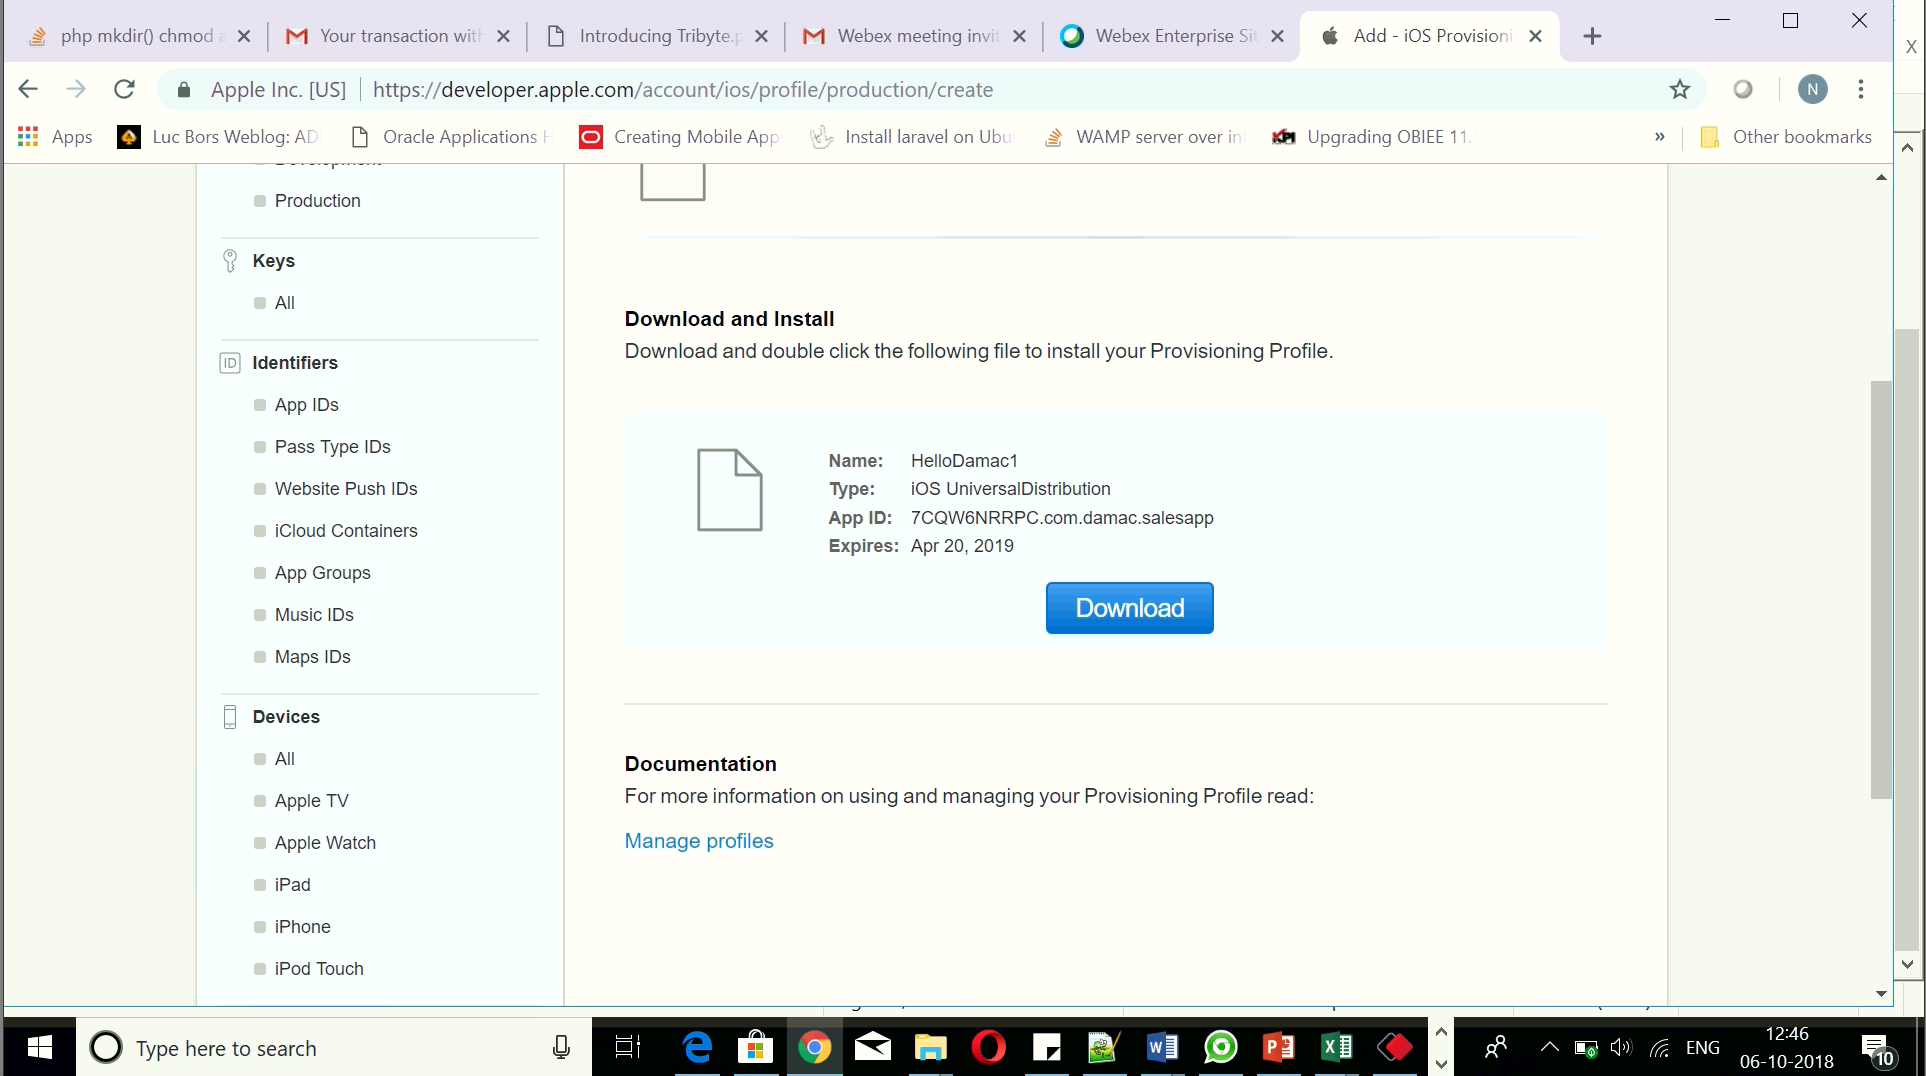 php mkdir() chmod a
Your transaction with
Introducing Tribyte.p
Webex meeting invit
Webex Enterprise Sit
Add - iOS Provisioni
X
Apple Inc. [US]
https://developer.apple.com/account/ios/profile/production/create
N
Apps
Luc Bors Weblog: AD
Oracle Applications H
Creating Mobile App
Install laravel on Ubu
WAMP server over in
KPI
Upgrading OBIEE 11.
»
Other bookmarks
Production
Keys
All
ID
Identifiers
App IDs
Pass Type IDs
Website Push IDs
iCloud Containers
App Groups
Music IDs
Maps IDs
Devices
All
Apple TV
Apple Watch
iPad
iPhone
iPod Touch
Download and Install
Download and double click the following file to install your Provisioning Profile.
Name: HelloDamac1
Type: iOS UniversalDistribution
App ID: 7CQW6NRRPC.com.damac.salesapp
Expires: Apr 20, 2019
Download
Documentation
For more information on using and managing your Provisioning Profile read:
Manage profiles
Type here to search
ENG
12:46
06-10-2018
10